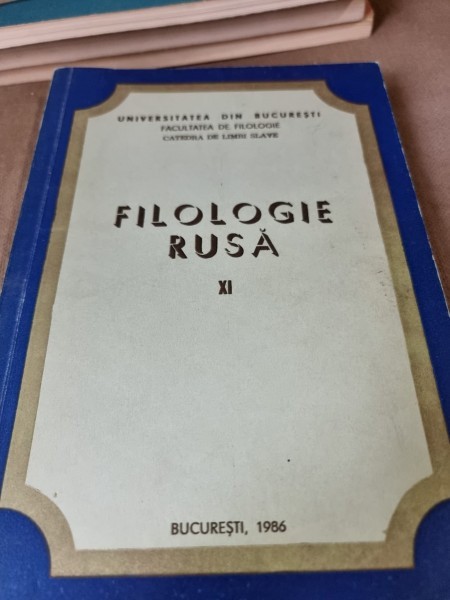 UNIVERSITATEA DIN BUCUREȘTI
FACULTATEA DE FILOLOGIE
CATEDRA DE LIMBI SLAVE
FILOLOGIE
RUSĂ
XI
BUCUREȘTI, 1986